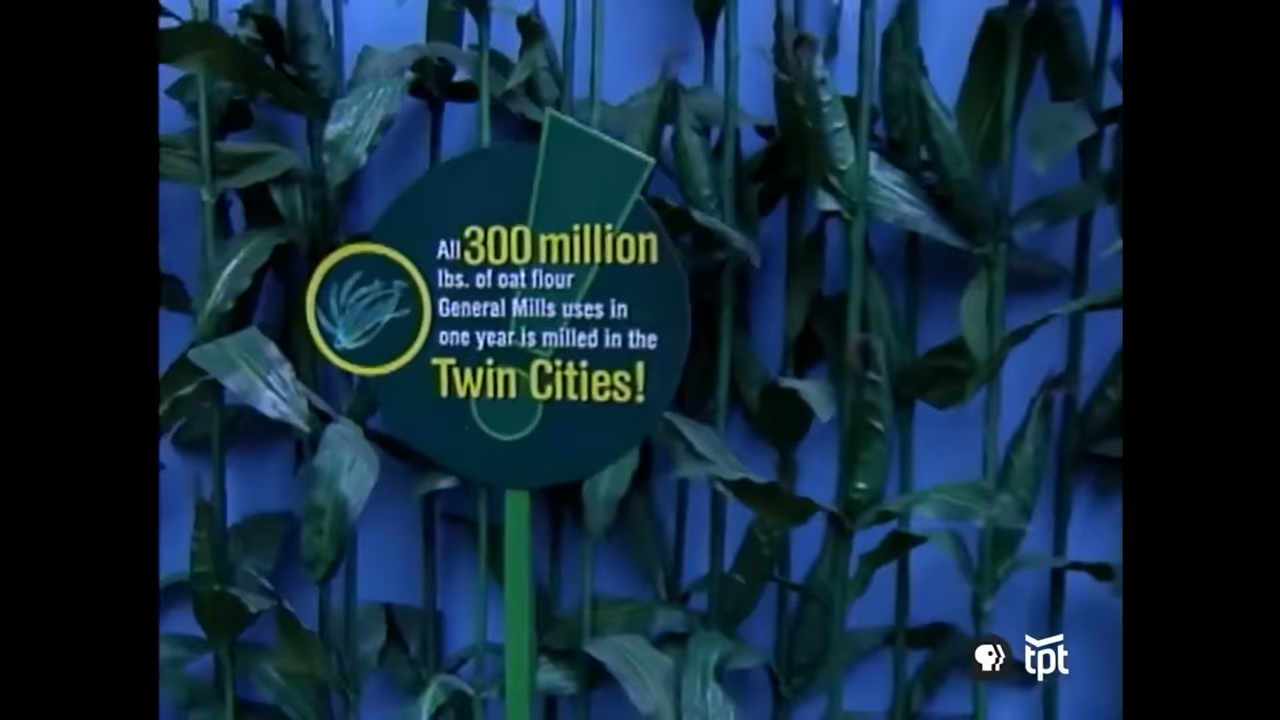 All 300 million
lbs. of oat flour
General Mills uses in
one year is milled in the
Twin Cities!
tpt